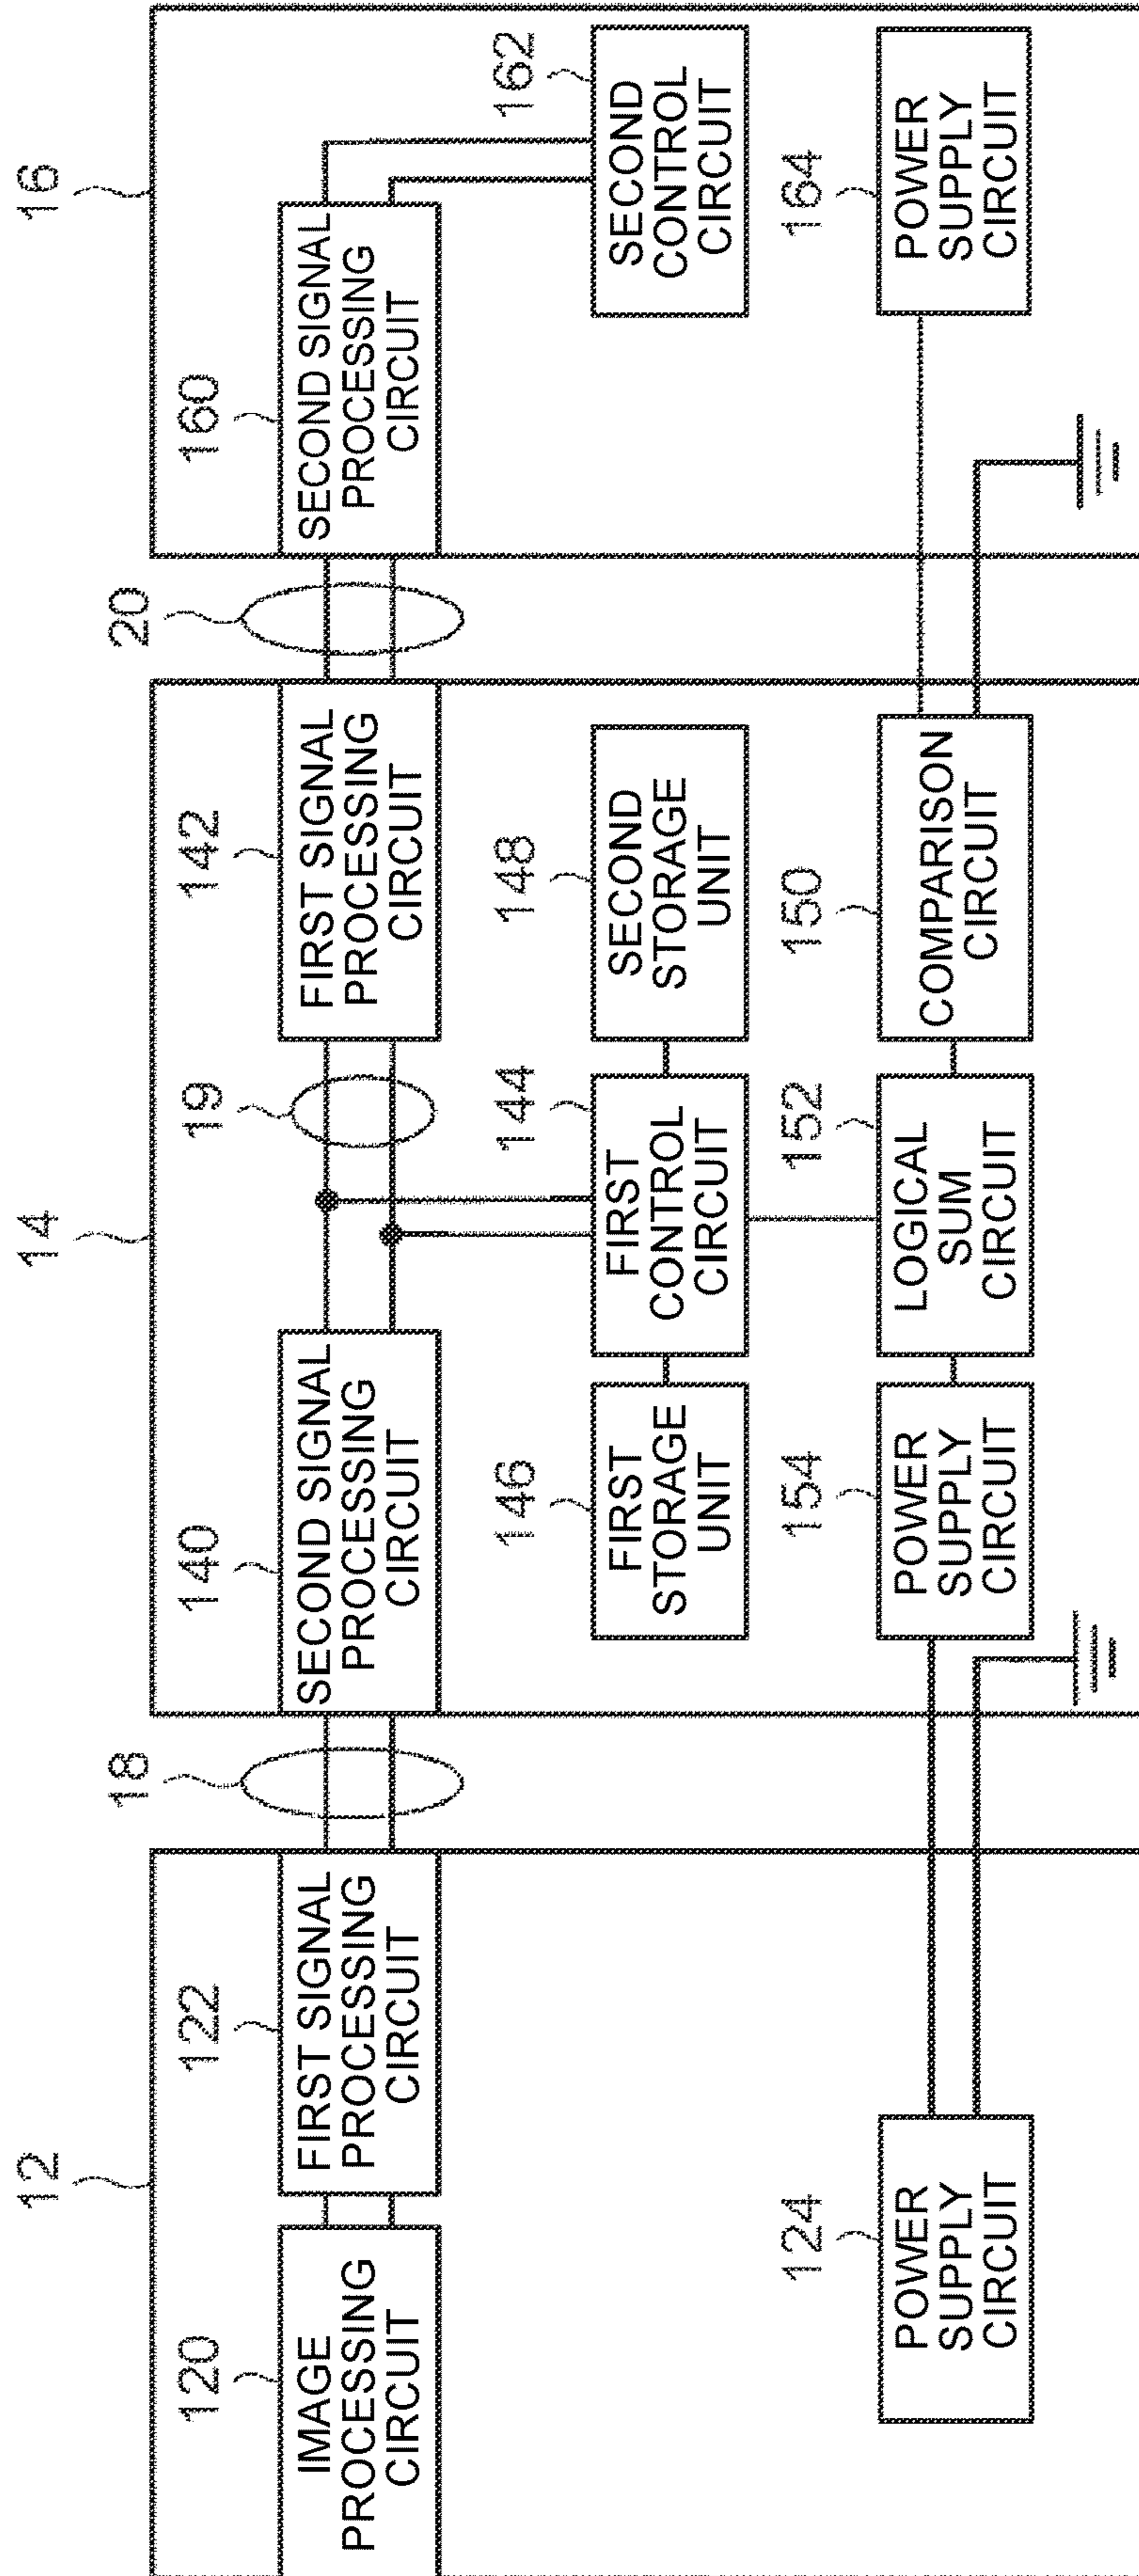 12
14
16
120
IMAGE
PROCESSING
CIRCUIT
122
FIRST SIGNAL
PROCESSING
CIRCUIT
18
140
SECOND SIGNAL
PROCESSING
CIRCUIT
19
142
FIRST SIGNAL
PROCESSING
CIRCUIT
20
160
SECOND SIGNAL
PROCESSING
CIRCUIT
146
FIRST
STORAGE
UNIT
144
FIRST
CONTROL
CIRCUIT
148
SECOND
STORAGE
UNIT
162
SECOND
CONTROL
CIRCUIT
124
POWER
SUPPLY
CIRCUIT
154
POWER
SUPPLY
CIRCUIT
152
LOGICAL
SUM
CIRCUIT
150
COMPARISON
CIRCUIT
164
POWER
SUPPLY
CIRCUIT